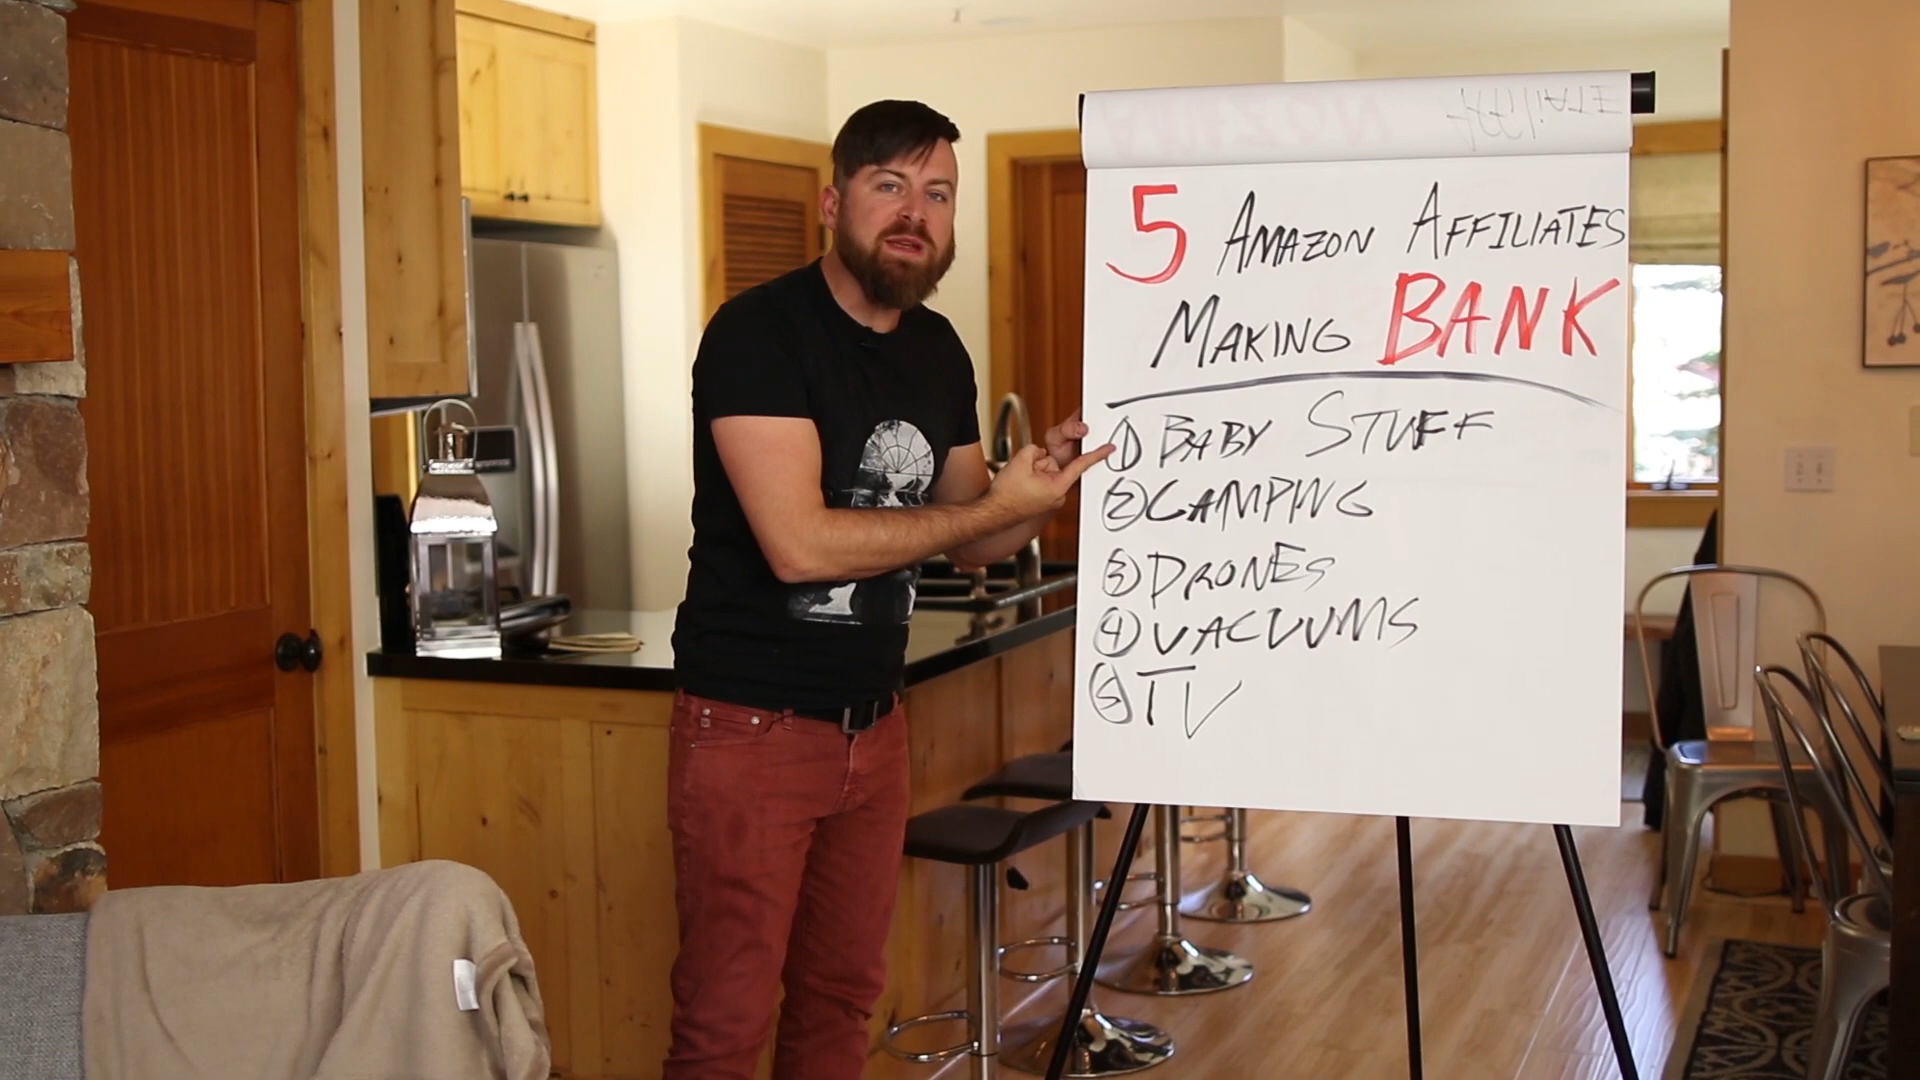 5 AMAZON AFFILIATES
MAKING BANK
1 BABY STUFF
2 CAMPING
3 DRONES
4 VACUUMS
5 TV